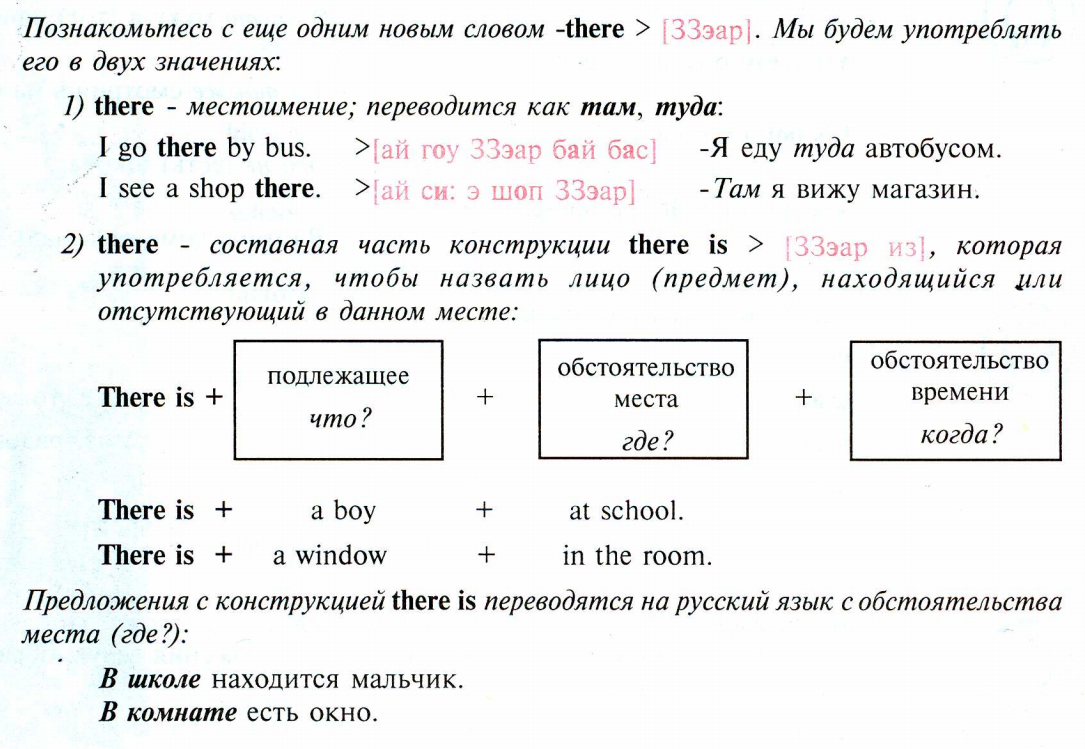 Познакомьтесь с еще одним новым словом -there > [ЗЗэар]. Мы будем употреблять
его в двух значениях:
1) there - местоимение; переводится как там, туда:
I go there by bus. >[ай гоу ЗЗэар бай бас] -Я еду туда автобусом.
I see a shop there. >[ай си: э шоп ЗЗэар] -Там я вижу магазин.
2) there - составная часть конструкции there is > [ЗЗэар из], которая
употребляется, чтобы назвать лицо (предмет), находящийся или
отсутствующий в данном месте:
There is + подлежащее что? + обстоятельство места где? + обстоятельство времени когда?
There is + a boy + at school.
There is + a window + in the room.
Предложения с конструкцией there is переводятся на русский язык с обстоятельства
места (где?):
В школе находится мальчик.
В комнате есть окно.